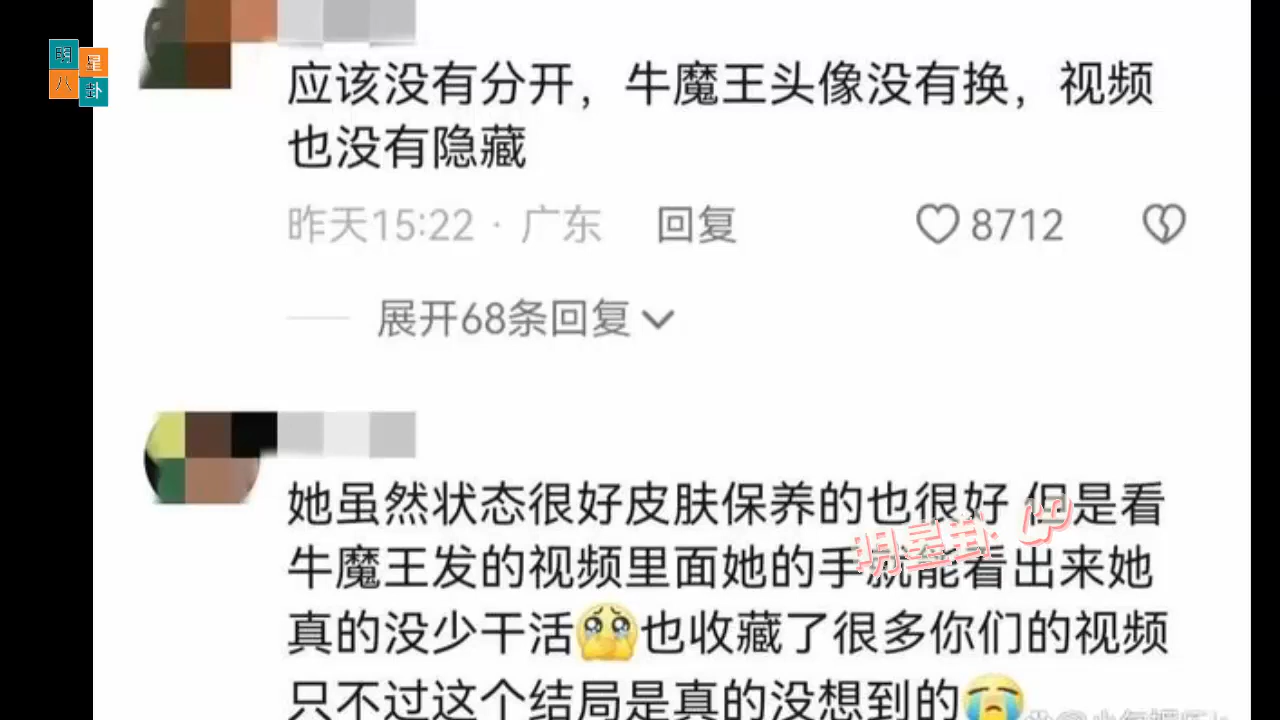 明星
八卦
应该没有分开，牛魔王头像没有换，视频
也没有隐藏
昨天15:22 · 广东 回复 8712
展开68条回复
她虽然状态很好皮肤保养的也很好 但是看
牛魔王发的视频里面她的手就能看出来她
真的没少干活🥹也收藏了很多你们的视频
只不过这个结局是真的没想到的😭
明星卦